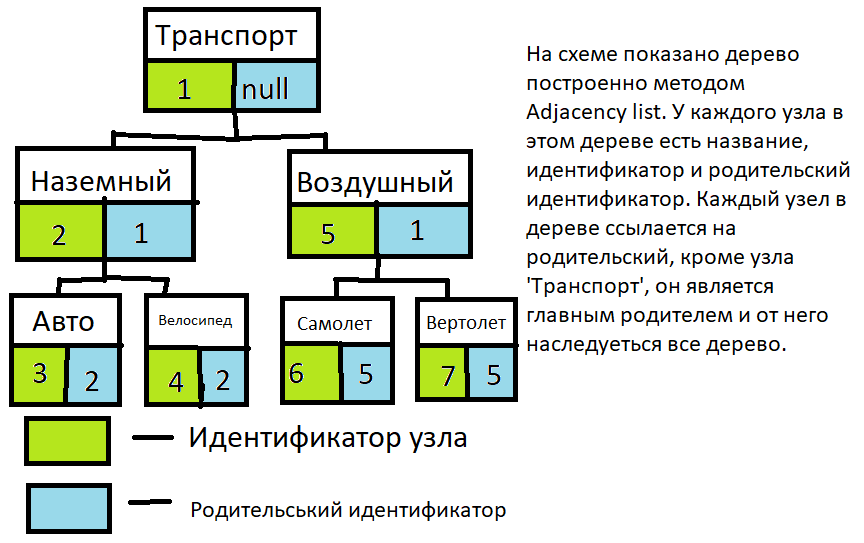 Транспорт
1 null
Наземный
2 1
Воздушный
5 1
Авто
3 2
Велосипед
4 2
Самолет
6 5
Вертолет
7 5
Идентификатор узла
Родительський идентификатор
На схеме показано дерево
построенно методом
Adjacency list. У каждого узла в
этом дереве есть название,
идентификатор и родительский
идентификатор. Каждый узел в
дереве ссылается на
родительский, кроме узла
'Транспорт', он является
главным родителем и от него
наследуеться все дерево.